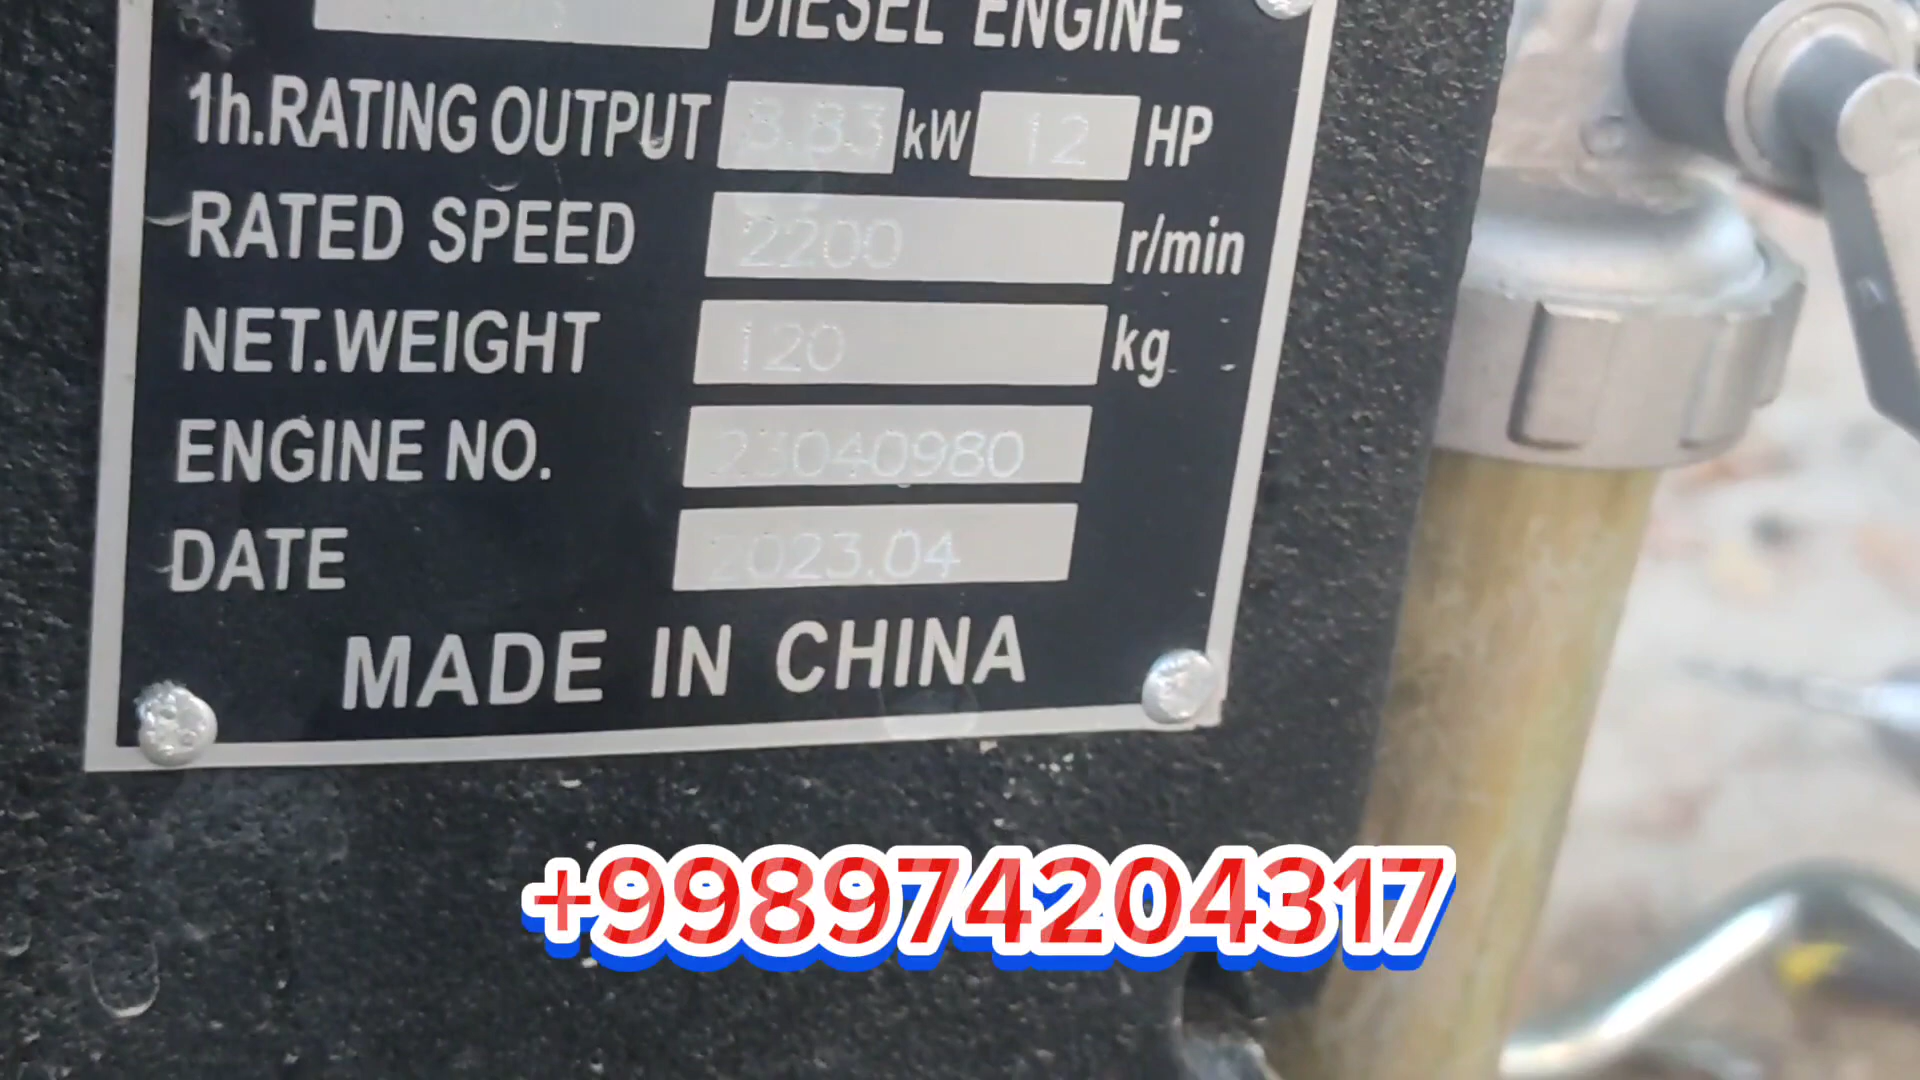 DIESEL ENGINE
1h.RATING OUTPUT 8.83 kW 12 HP
RATED SPEED 2200 r/min
NET.WEIGHT 120 kg
ENGINE NO. 23040980
DATE 2023.04
MADE IN CHINA
+998974204317